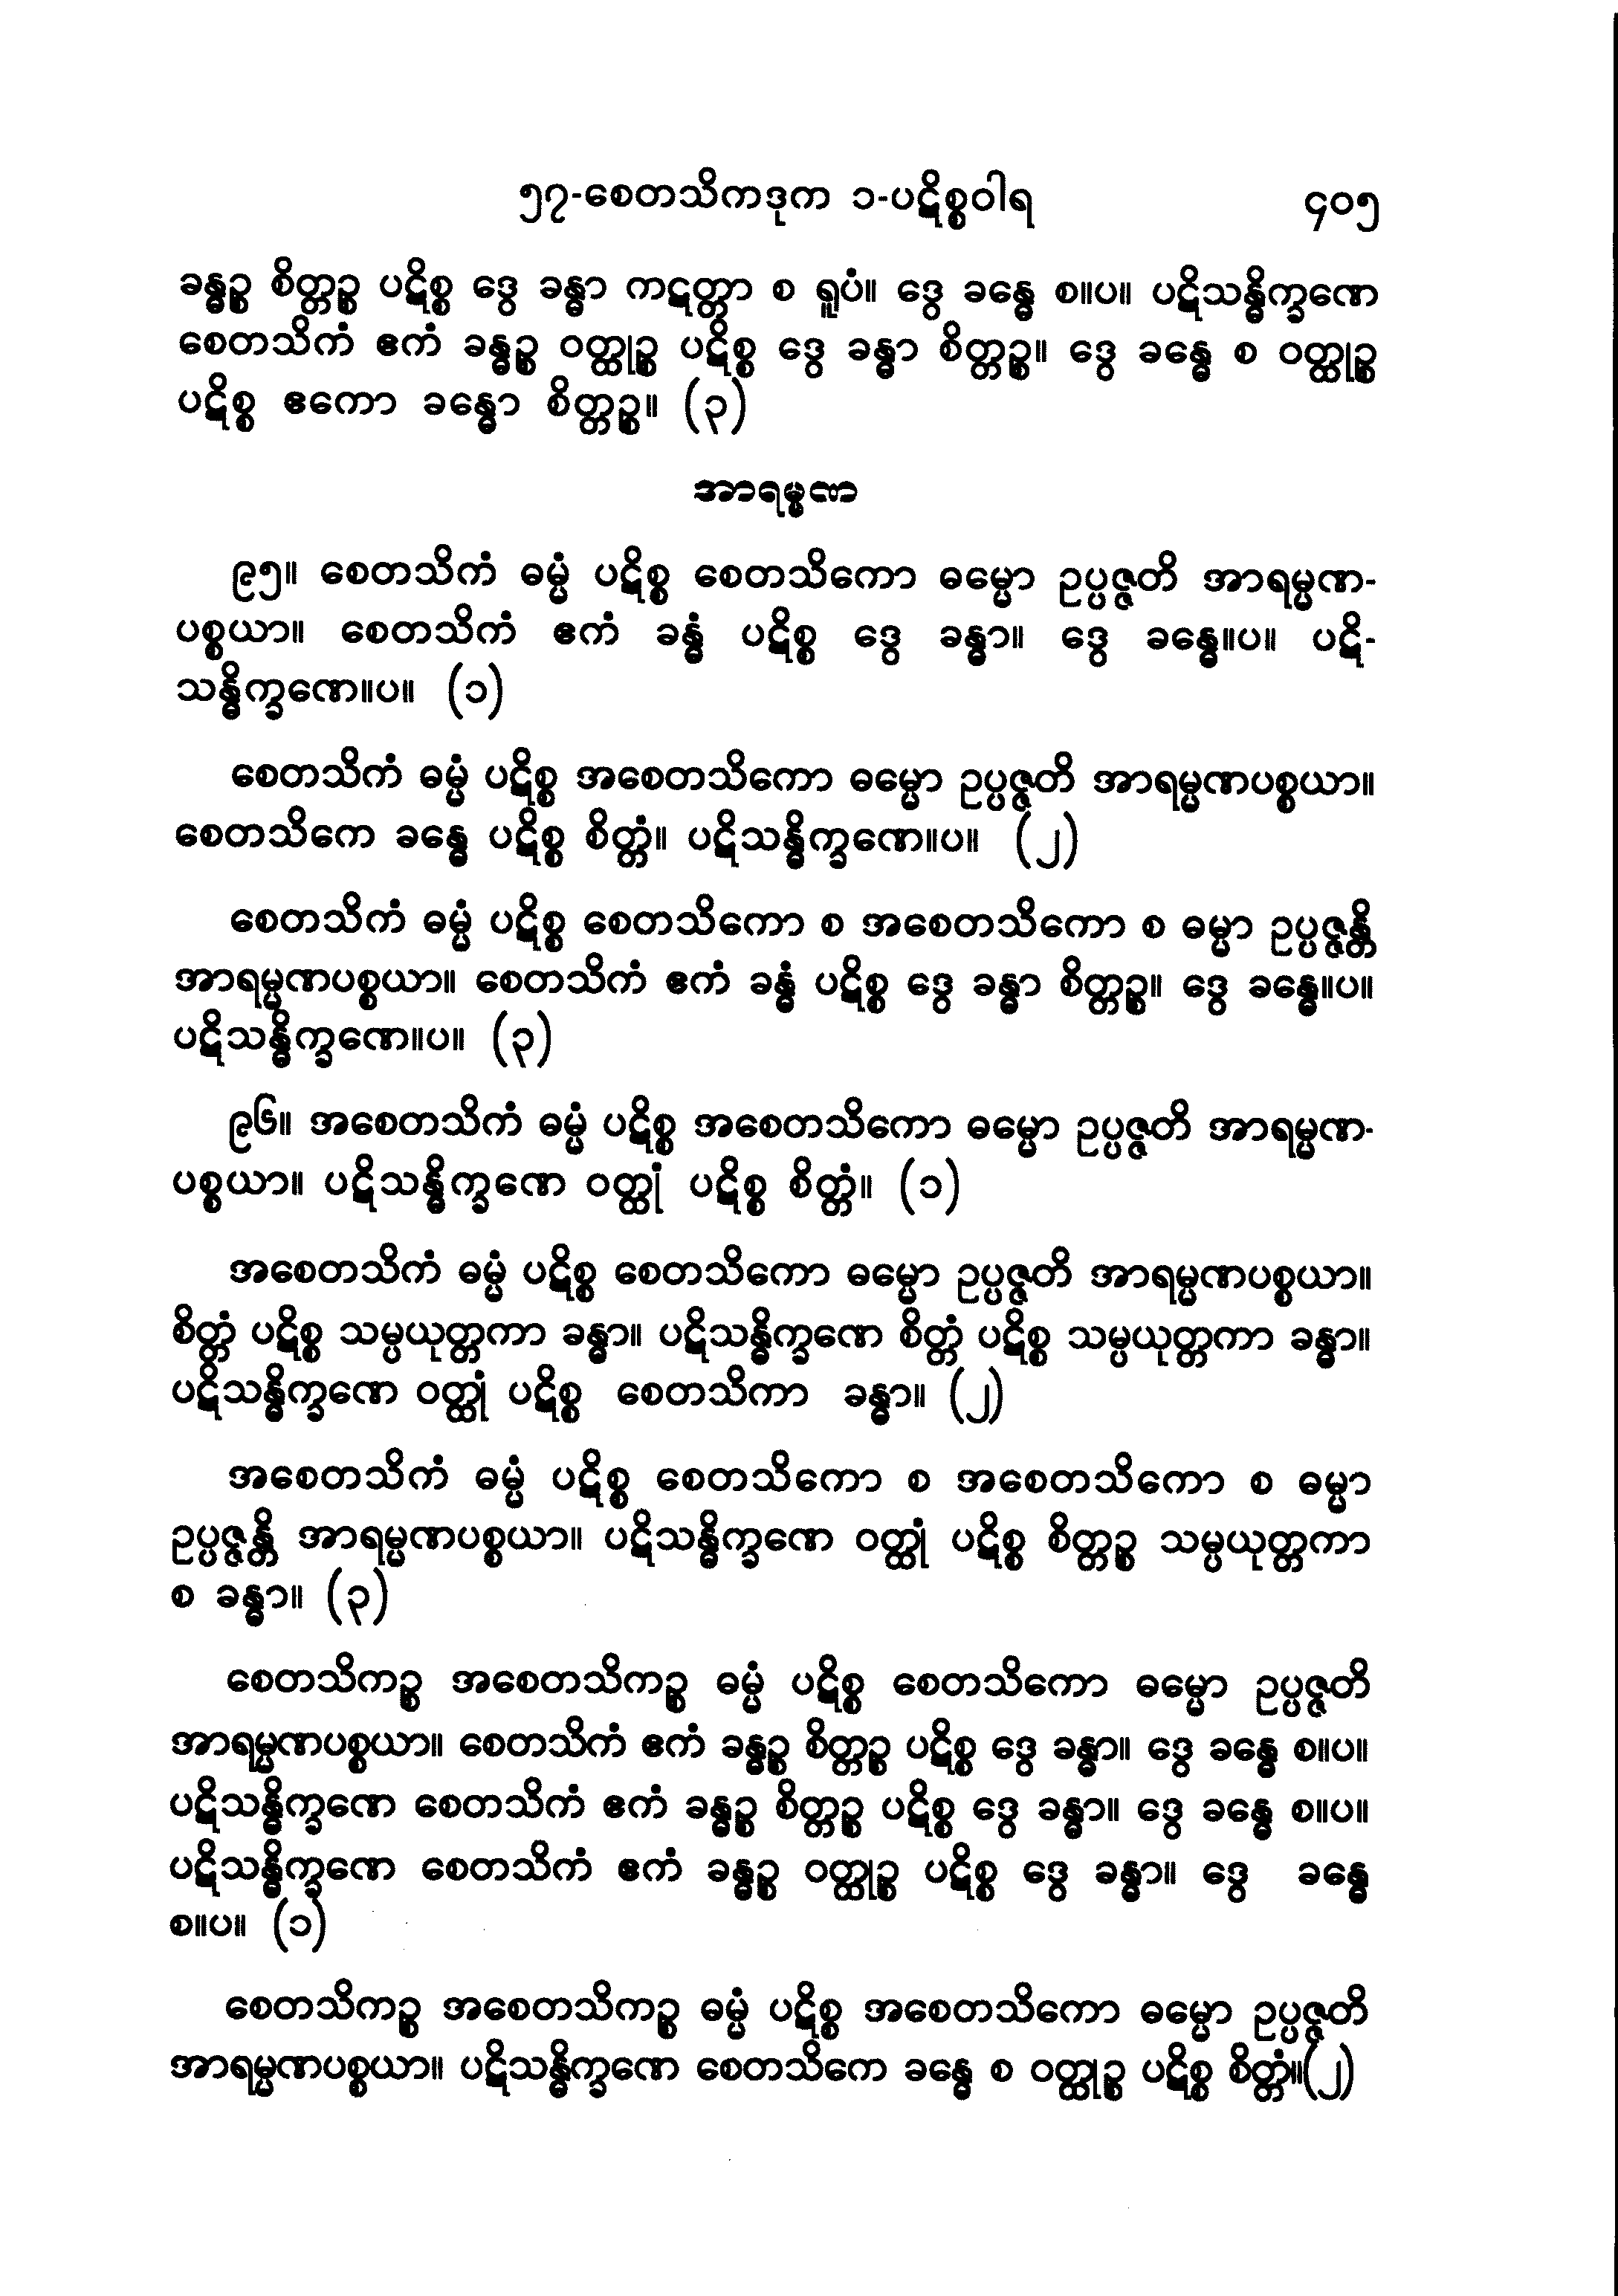 ၅၇-စေတသိကဒုက ၁-ပဋိစ္စဝါရ ၄၀၅
ခန္ဓဉ္စ စိတ္တဉ္စ ပဋိစ္စ ဒွေ ခန္ဓာ ကဋတ္တာ စ ရူပံ။ ဒွေ ခန္ဓေ စ။ပ။ ပဋိသန္ဓိက္ခဏေ
စေတသိကံ ဧကံ ခန္ဓဉ္စ ဝတ္ထုဉ္စ ပဋိစ္စ ဒွေ ခန္ဓာ စိတ္တဉ္စ။ ဒွေ ခန္ဓေ စ ဝတ္ထုဉ္စ
ပဋိစ္စ ဧကော ခန္ဓော စိတ္တဉ္စ။ (၃)
အာရမ္မဏ
၉၅။ စေတသိကံ ဓမ္မံ ပဋိစ္စ စေတသိကော ဓမ္မော ဥပ္ပဇ္ဇတိ အာရမ္မဏ-
ပစ္စယာ။ စေတသိကံ ဧကံ ခန္ဓံ ပဋိစ္စ ဒွေ ခန္ဓာ။ ဒွေ ခန္ဓေ။ပ။ ပဋိ-
သန္ဓိက္ခဏေ။ပ။ (၁)
စေတသိကံ ဓမ္မံ ပဋိစ္စ အစေတသိကော ဓမ္မော ဥပ္ပဇ္ဇတိ အာရမ္မဏပစ္စယာ။
စေတသိကေ ခန္ဓေ ပဋိစ္စ စိတ္တံ။ ပဋိသန္ဓိက္ခဏေ။ပ။ (၂)
စေတသိကံ ဓမ္မံ ပဋိစ္စ စေတသိကော စ အစေတသိကော စ ဓမ္မာ ဥပ္ပဇ္ဇန္တိ
အာရမ္မဏပစ္စယာ။ စေတသိကံ ဧကံ ခန္ဓံ ပဋိစ္စ ဒွေ ခန္ဓာ စိတ္တဉ္စ။ ဒွေ ခန္ဓေ။ပ။
ပဋိသန္ဓိက္ခဏေ။ပ။ (၃)
၉၆။ အစေတသိကံ ဓမ္မံ ပဋိစ္စ အစေတသိကော ဓမ္မော ဥပ္ပဇ္ဇတိ အာရမ္မဏ-
ပစ္စယာ။ ပဋိသန္ဓိက္ခဏေ ဝတ္ထုံ ပဋိစ္စ စိတ္တံ။ (၁)
အစေတသိကံ ဓမ္မံ ပဋိစ္စ စေတသိကော ဓမ္မော ဥပ္ပဇ္ဇတိ အာရမ္မဏပစ္စယာ။
စိတ္တံ ပဋိစ္စ သမ္ပယုတ္တကာ ခန္ဓာ။ ပဋိသန္ဓိက္ခဏေ စိတ္တံ ပဋိစ္စ သမ္ပယုတ္တကာ ခန္ဓာ။
ပဋိသန္ဓိက္ခဏေ ဝတ္ထုံ ပဋိစ္စ စေတသိကာ ခန္ဓာ။ (၂)
အစေတသိကံ ဓမ္မံ ပဋိစ္စ စေတသိကော စ အစေတသိကော စ ဓမ္မာ
ဥပ္ပဇ္ဇန္တိ အာရမ္မဏပစ္စယာ။ ပဋိသန္ဓိက္ခဏေ ဝတ္ထုံ ပဋိစ္စ စိတ္တဉ္စ သမ္ပယုတ္တကာ
စ ခန္ဓာ။ (၃)
စေတသိကဉ္စ အစေတသိကဉ္စ ဓမ္မံ ပဋိစ္စ စေတသိကော ဓမ္မော ဥပ္ပဇ္ဇတိ
အာရမ္မဏပစ္စယာ။ စေတသိကံ ဧကံ ခန္ဓဉ္စ စိတ္တဉ္စ ပဋိစ္စ ဒွေ ခန္ဓာ။ ဒွေ ခန္ဓေ စ။ပ။
ပဋိသန္ဓိက္ခဏေ စေတသိကံ ဧကံ ခန္ဓဉ္စ စိတ္တဉ္စ ပဋိစ္စ ဒွေ ခန္ဓာ။ ဒွေ ခန္ဓေ စ။ပ။
ပဋိသန္ဓိက္ခဏေ စေတသိကံ ဧကံ ခန္ဓဉ္စ ဝတ္ထုဉ္စ ပဋိစ္စ ဒွေ ခန္ဓာ။ ဒွေ ခန္ဓေ
စ။ပ။ (၁)
စေတသိကဉ္စ အစေတသိကဉ္စ ဓမ္မံ ပဋိစ္စ အစေတသိကော ဓမ္မော ဥပ္ပဇ္ဇတိ
အာရမ္မဏပစ္စယာ။ ပဋိသန္ဓိက္ခဏေ စေတသိကေ ခန္ဓေ စ ဝတ္ထုဉ္စ ပဋိစ္စ စိတ္တံ။(၂)